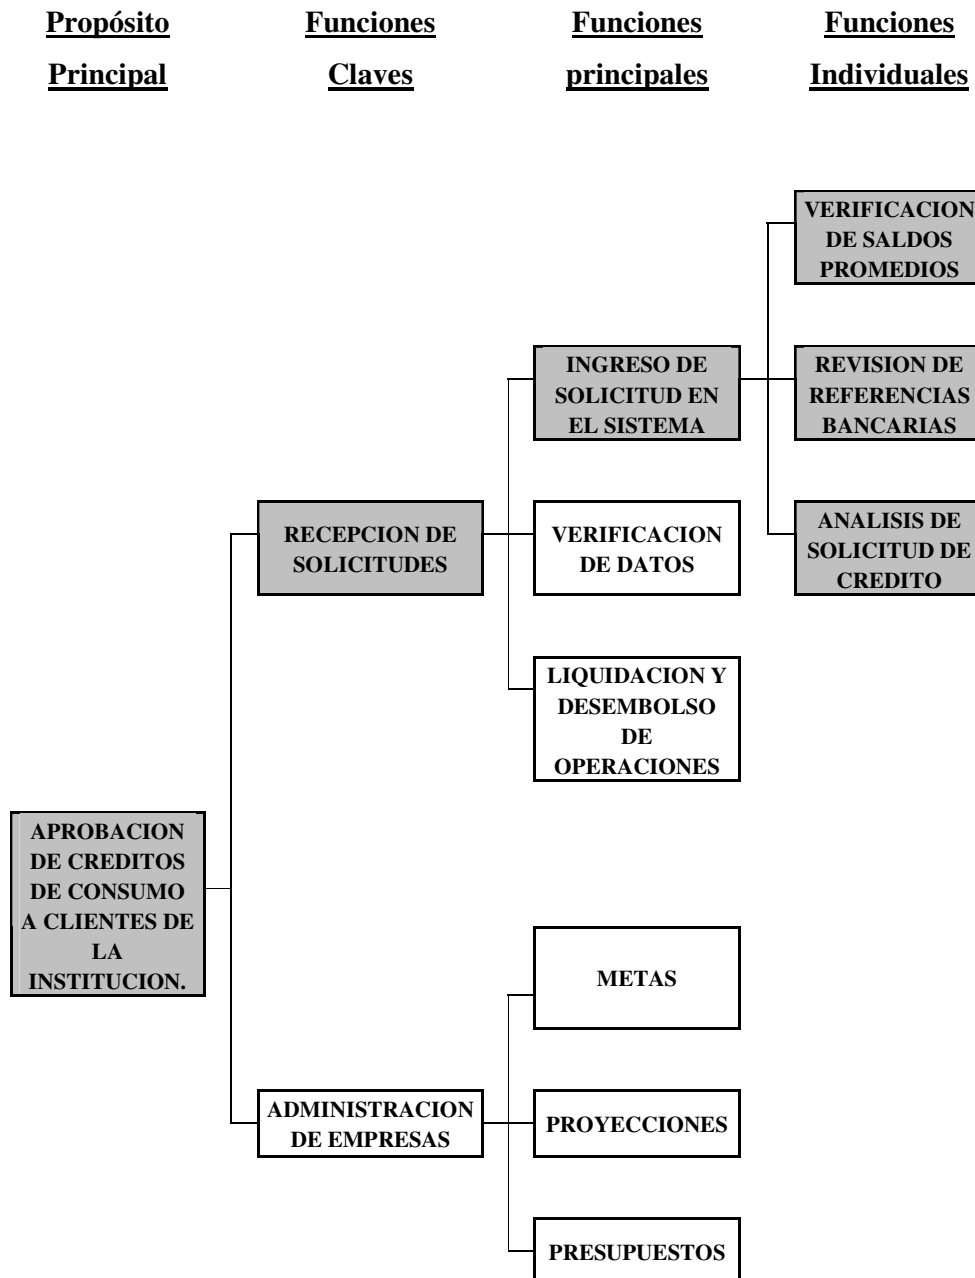 Propósito
Principal
Funciones
Claves
Funciones
principales
Funciones
Individuales
VERIFICACION
DE SALDOS
PROMEDIOS
INGRESO DE
SOLICITUD EN
EL SISTEMA
REVISION DE
REFERENCIAS
BANCARIAS
RECEPCION DE
SOLICITUDES
VERIFICACION
DE DATOS
ANALISIS DE
SOLICITUD DE
CREDITO
LIQUIDACION Y
DESEMBOLSO
DE
OPERACIONES
APROBACION
DE CREDITOS
DE CONSUMO
A CLIENTES DE
LA
INSTITUCION.
METAS
ADMINISTRACION
DE EMPRESAS
PROYECCIONES
PRESUPUESTOS